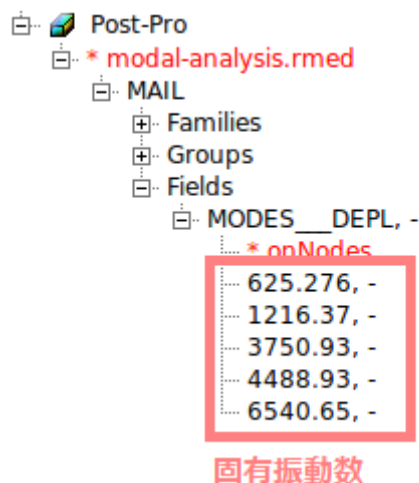 Post-Pro
* modal-analysis.rmed
MAIL
Families
Groups
Fields
MODES___DEPL, -
* onNodes
625.276, -
1216.37, -
3750.93, -
4488.93, -
6540.65, -
固有振動数